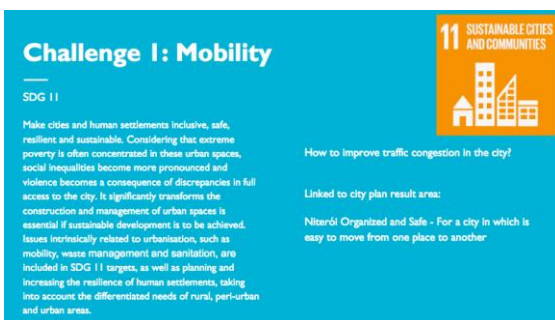 Challenge 1: Mobility
SDG 11
Make cities and human settlements inclusive, safe,
resilient and sustainable. Considering that extreme
poverty is often concentrated in these urban spaces,
social inequalities become more pronounced and
violence becomes a consequence of discrepancies in full
access to the city. It significantly transforms the
construction and management of urban spaces is
essential if sustainable development is to be achieved.
Issues intrinsically related to urbanisation, such as
mobility, waste management and sanitation, are
included in SDG 11 targets, as well as planning and
increasing the resilience of human settlements, taking
into account the differentiated needs of rural, peri-urban
and urban areas.
11 SUSTAINABLE CITIES
AND COMMUNITIES
How to improve traffic congestion in the city?
Linked to city plan result area:
Niterói Organized and Safe - For a city in which is
easy to move from one place to another